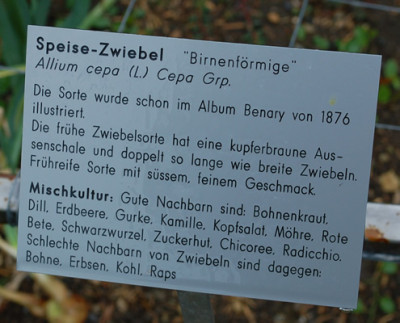 Speise-Zwiebel "Birnenförmige"
Allium cepa (L.) Cepa Grp.
Die Sorte wurde schon im Album Benary von 1876
illustriert.
Die frühe Zwiebelsorte hat eine kupferbraune Aus-
senschale und doppelt so lange wie breite Zwiebeln.
Frühreife Sorte mit süssem, feinem Geschmack.
Mischkultur: Gute Nachbarn sind: Bohnenkraut,
Dill, Erdbeere, Gurke, Kamille, Kopfsalat, Möhre, Rote
Bete, Schwarzwurzel, Zuckerhut, Chicoree, Radicchio.
Schlechte Nachbarn von Zwiebeln sind dagegen:
Bohne, Erbsen, Kohl, Raps